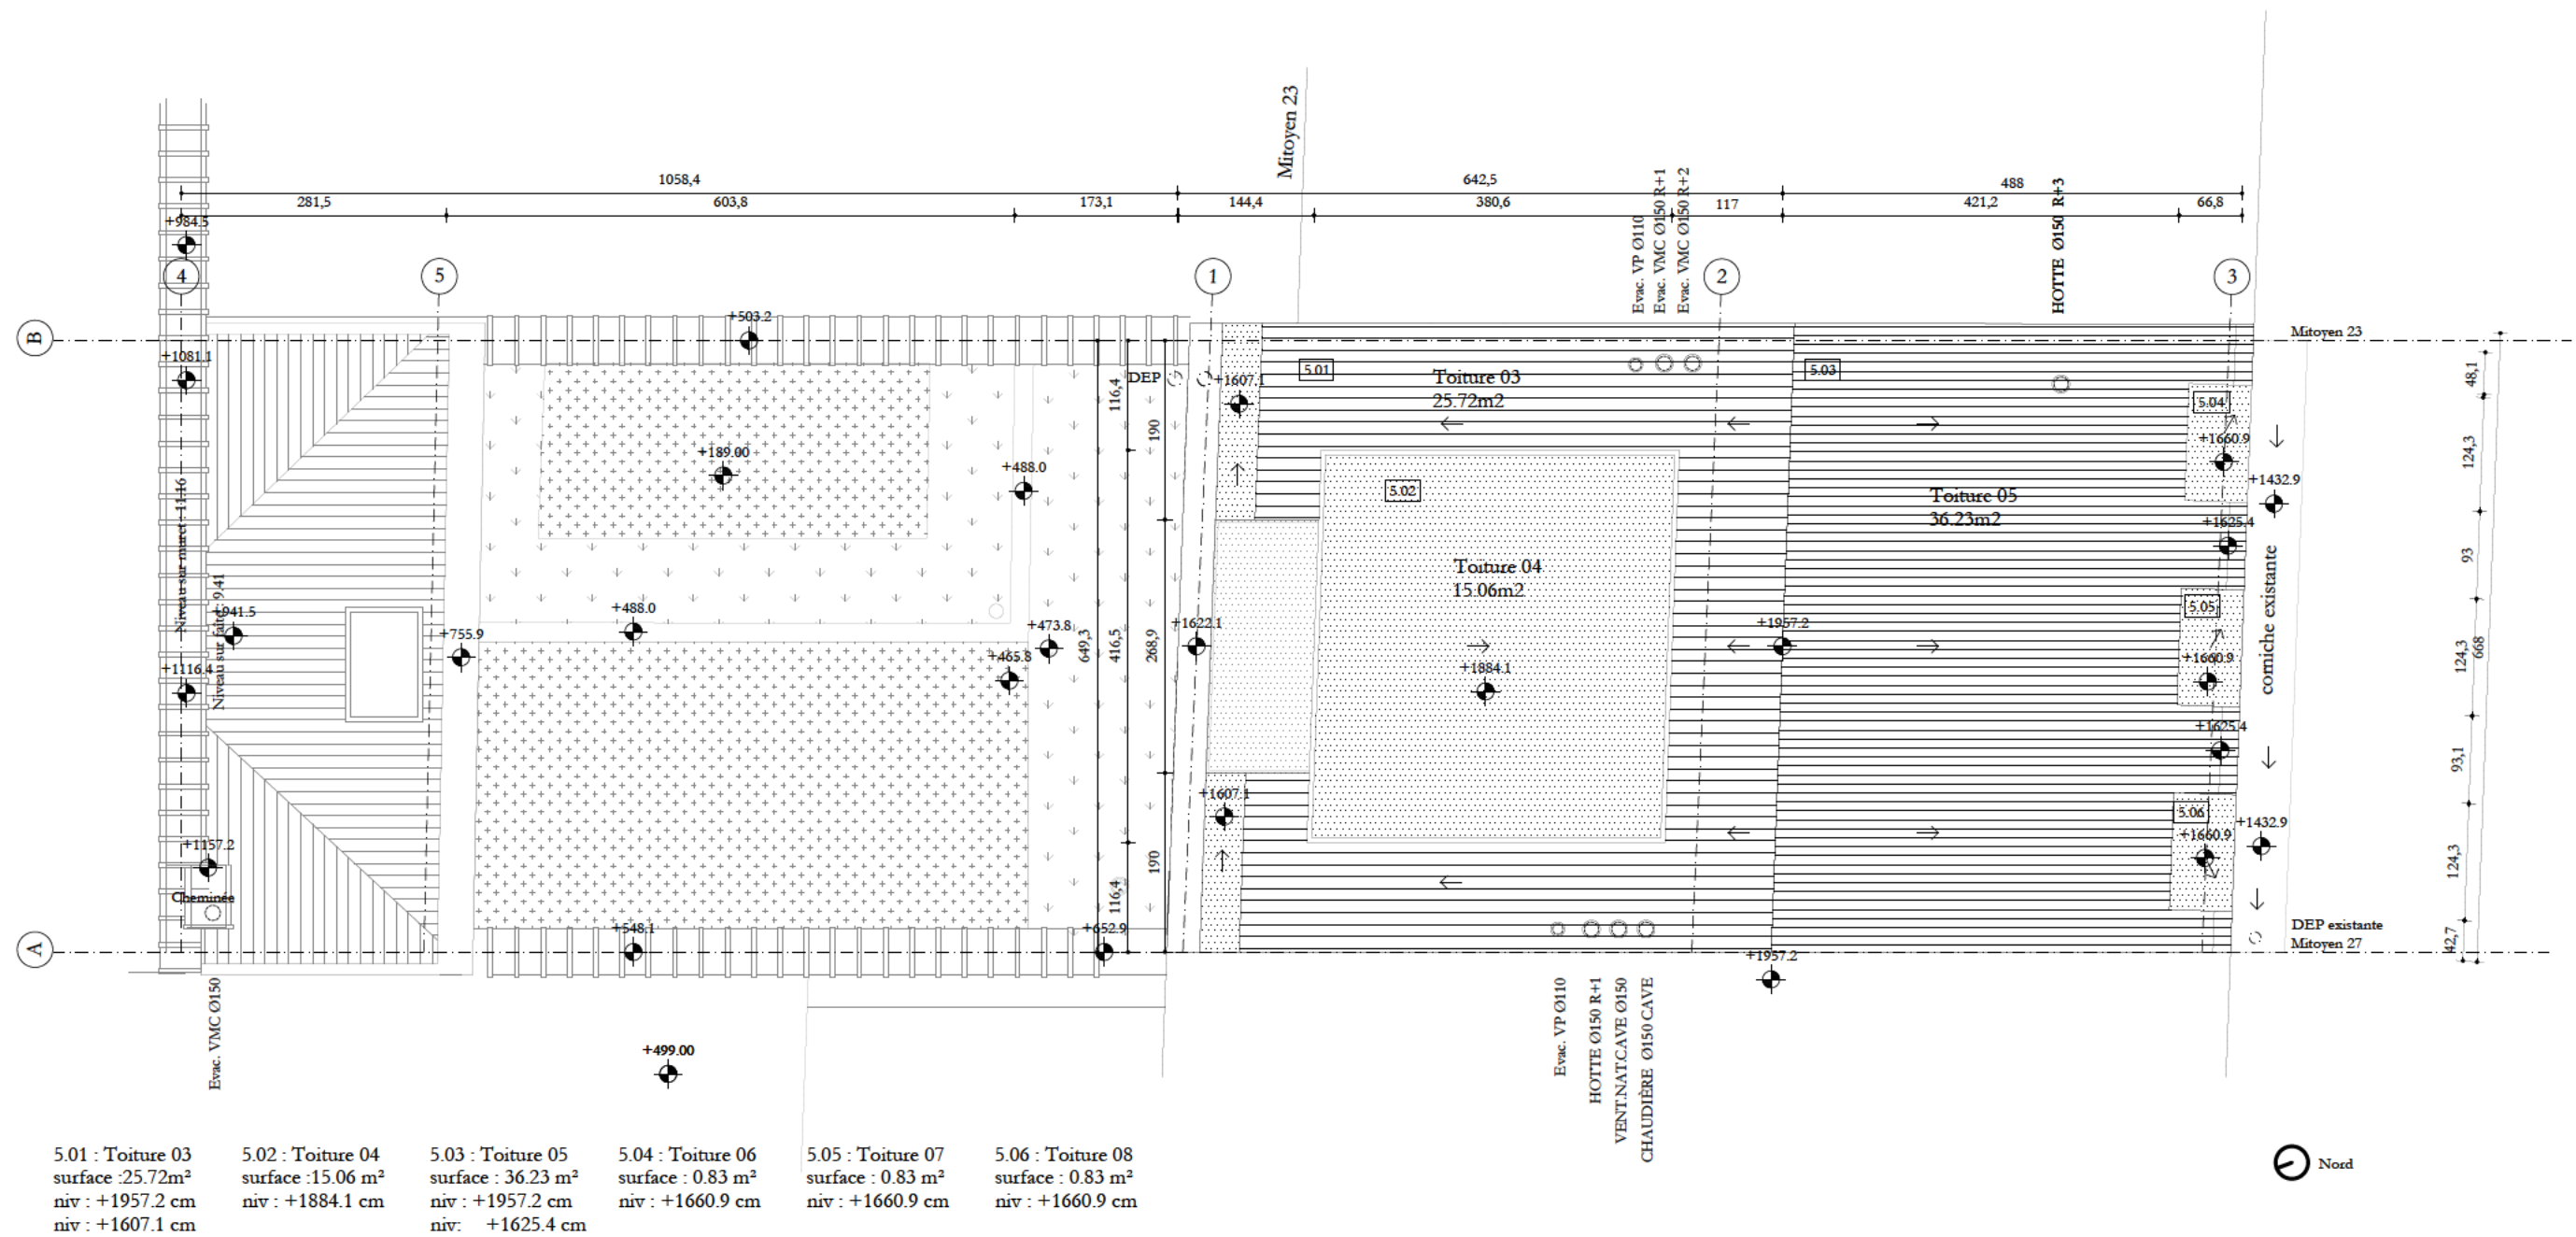 Mitoyen 23
1058,4
642,5
488
281,5
603,8
173,1
144,4
380,6
117
421,2
66,8
Evac. VP Ø110
Evac. VMC Ø150 R+1
Evac. VMC Ø150 R+2
HOTTE Ø150 R+3
+984.5
4
5
1
2
3
B
+503.2
Mitoyen 23
+1081.1
DEP
+1607.1
5.01
Toiture 03
25.72m2
5.03
5.04
48,1
116,4
190
+189.00
+488.0
+1660.9
124,3
5.02
+1432.9
Toiture 05
36.23m2
+1625.4
Niveau sur muret : 11.16
Niveau sur faîte : 9.41
Toiture 04
15.06m2
93
corniche existante
+941.5
+488.0
+755.9
+473.8
+465.8
649,3
416,5
268,9
+1622.1
+1957.2
5.05
+1116.4
+1884.1
+1660.9
124,3
668
+1625.4
93,1
+1607.1
5.06
+1660.9
+1432.9
+1157.2
Cheminée
190
116,4
124,3
+548.1
+652.9
DEP existante
Mitoyen 27
42,7
A
+1957.2
Evac. VMC Ø150
Evac. VP Ø110
HOTTE Ø150 R+1
VENT.NAT.CAVE Ø150
CHAUDIÈRE Ø150 CAVE
+499.00
5.01 : Toiture 03
surface :25.72m²
niv : +1957.2 cm
niv : +1607.1 cm
5.02 : Toiture 04
surface :15.06 m²
niv : +1884.1 cm
5.03 : Toiture 05
surface : 36.23 m²
niv : +1957.2 cm
niv: +1625.4 cm
5.04 : Toiture 06
surface : 0.83 m²
niv : +1660.9 cm
5.05 : Toiture 07
surface : 0.83 m²
niv : +1660.9 cm
5.06 : Toiture 08
surface : 0.83 m²
niv : +1660.9 cm
Nord